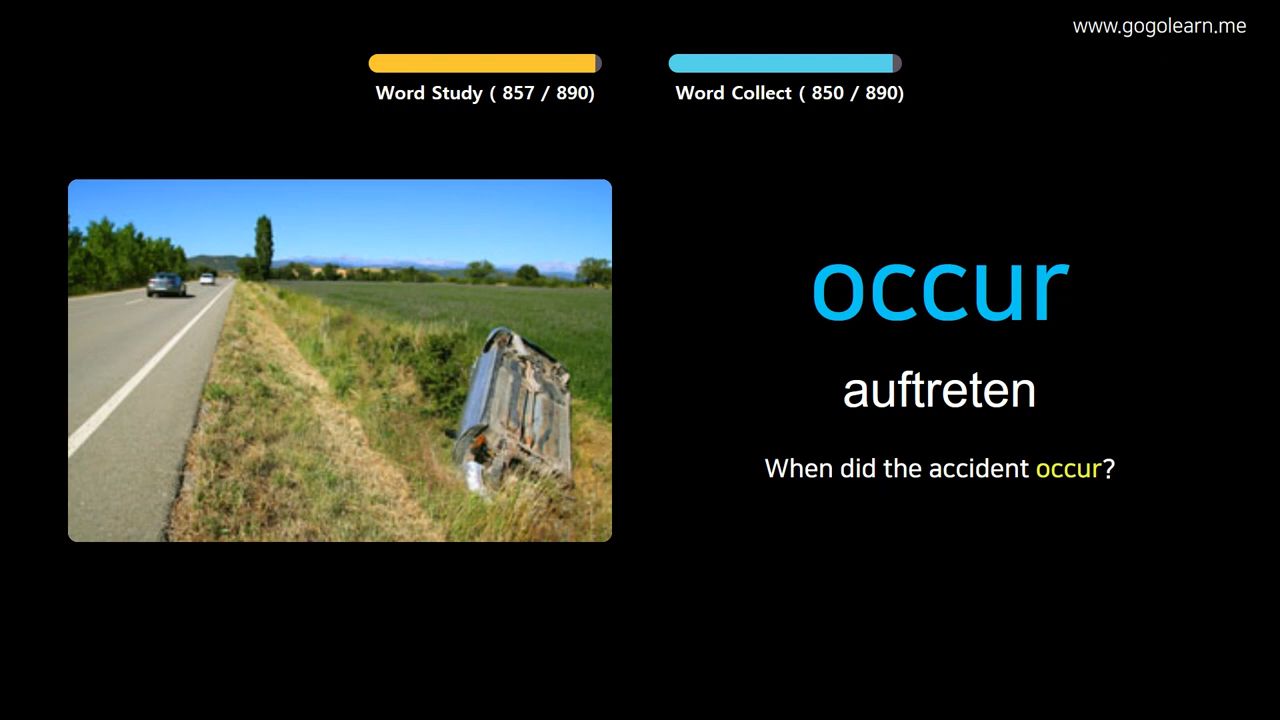 www.gogolearn.me
Word Study ( 857 / 890)
Word Collect ( 850 / 890)
occur
auftreten
When did the accident occur?